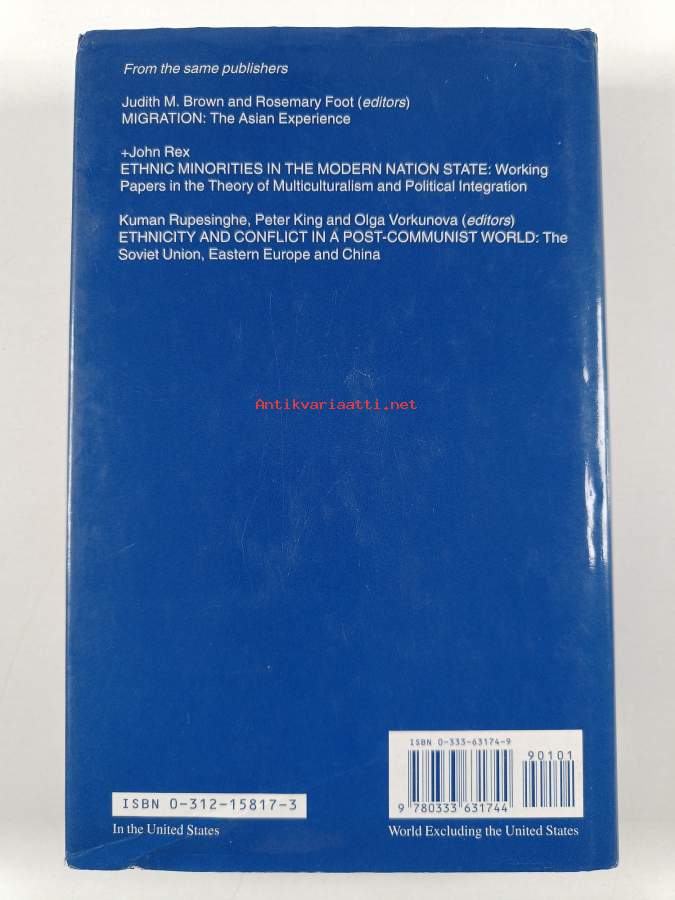 From the same publishers
Judith M. Brown and Rosemary Foot (editors)
MIGRATION: The Asian Experience
+John Rex
ETHNIC MINORITIES IN THE MODERN NATION STATE: Working
Papers in the Theory of Multiculturalism and Political Integration
Kuman Rupesinghe, Peter King and Olga Vorkunova (editors)
ETHNICITY AND CONFLICT IN A POST-COMMUNIST WORLD: The
Soviet Union, Eastern Europe and China
Antikvariaatti.net
ISBN 0-333-63174-9
90101
9 780333 631744
ISBN 0-312-15817-3
In the United States
World Excluding the United States